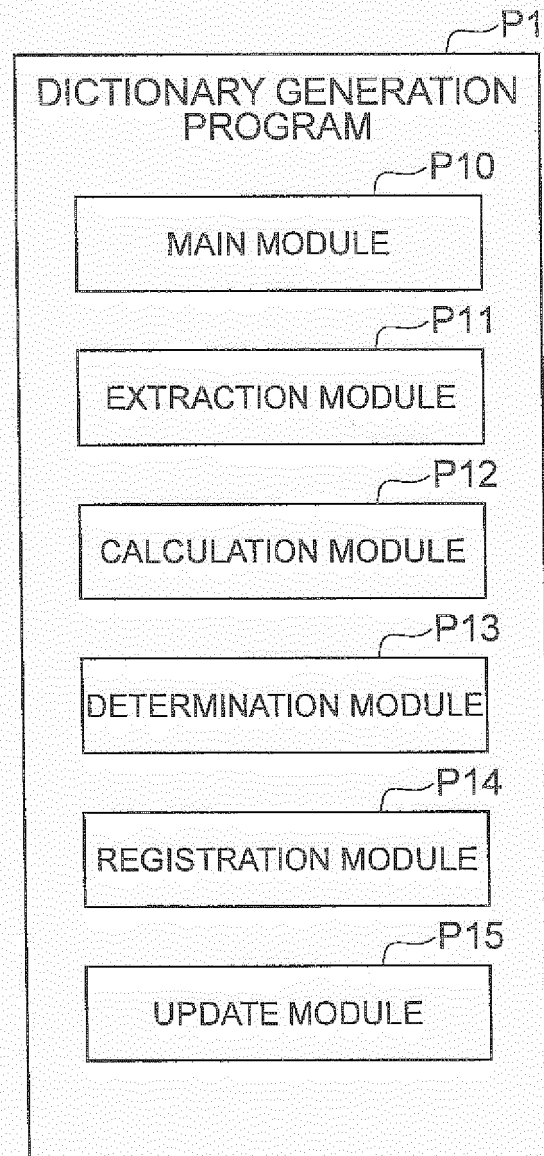 P1
DICTIONARY GENERATION
PROGRAM
P10
MAIN MODULE
P11
EXTRACTION MODULE
P12
CALCULATION MODULE
P13
DETERMINATION MODULE
P14
REGISTRATION MODULE
P15
UPDATE MODULE